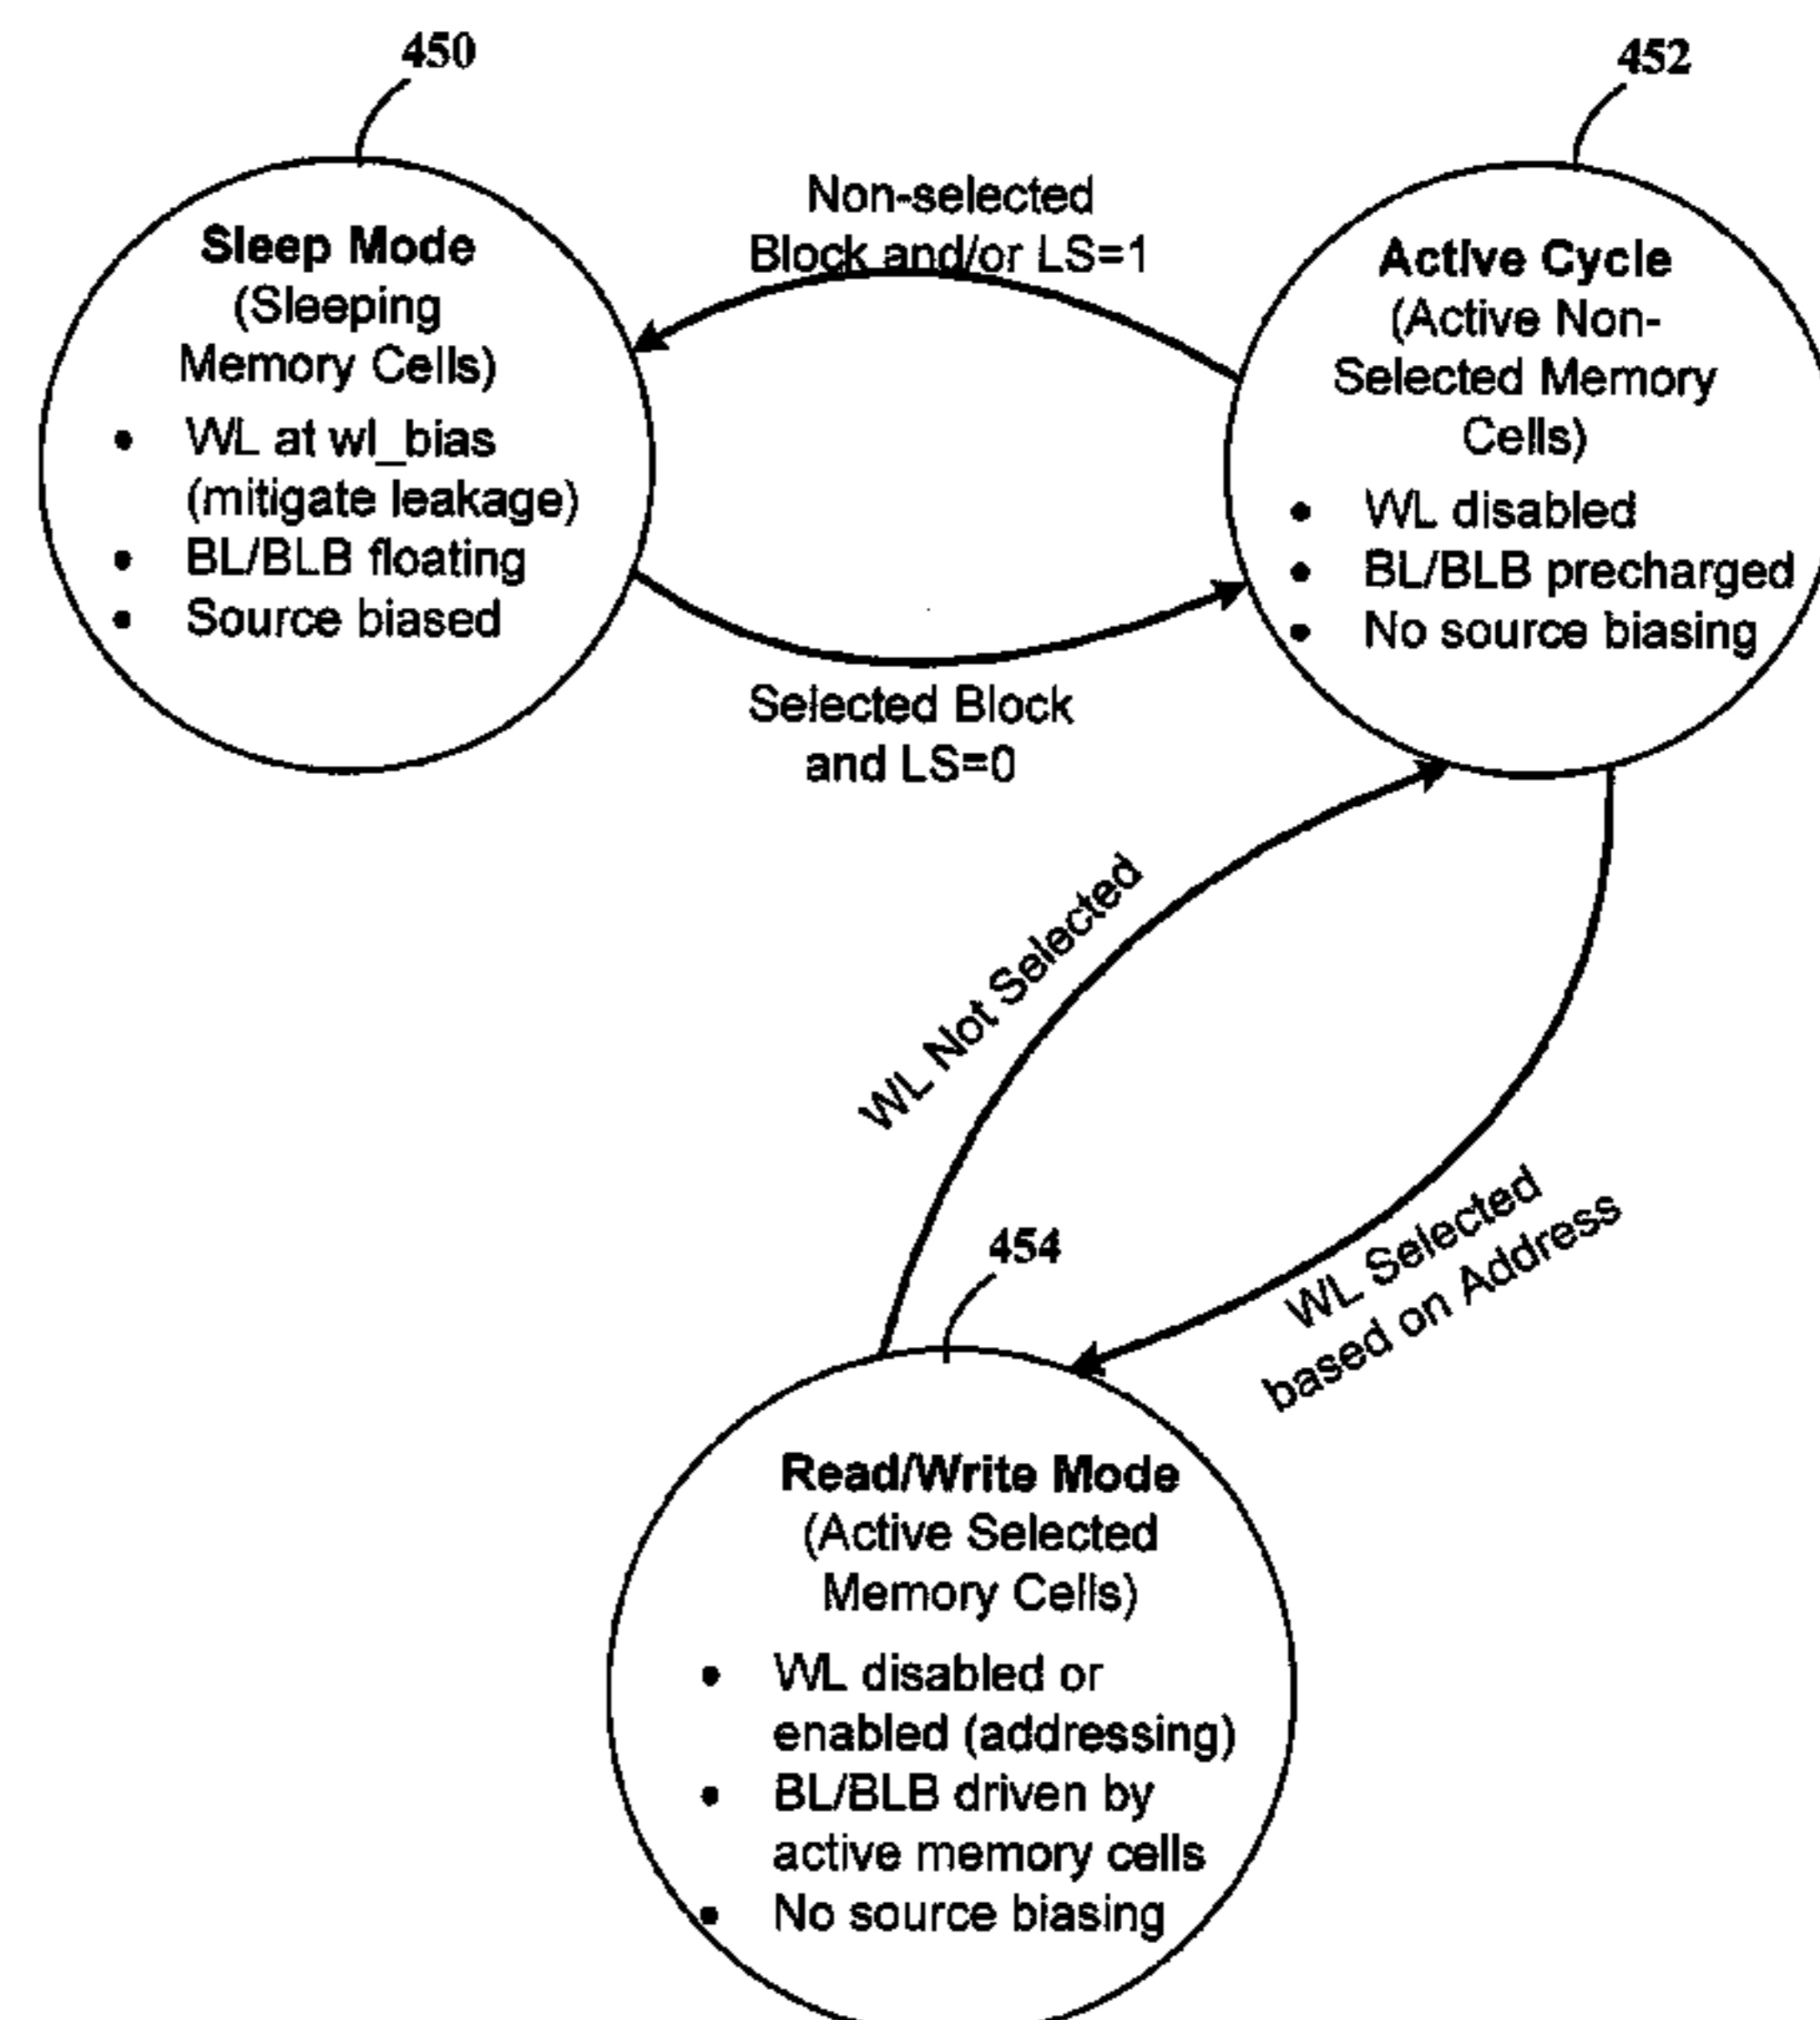 450
452
Sleep Mode
(Sleeping
Memory Cells)
• WL at wl_bias
(mitigate leakage)
• BL/BLB floating
• Source biased
Non-selected
Block and/or LS=1
Active Cycle
(Active Non-
Selected Memory
Cells)
• WL disabled
• BL/BLB precharged
• No source biasing
Selected Block
and LS=0
WL Not Selected
WL Selected
based on Address
454
Read/Write Mode
(Active Selected
Memory Cells)
• WL disabled or
enabled (addressing)
• BL/BLB driven by
active memory cells
• No source biasing